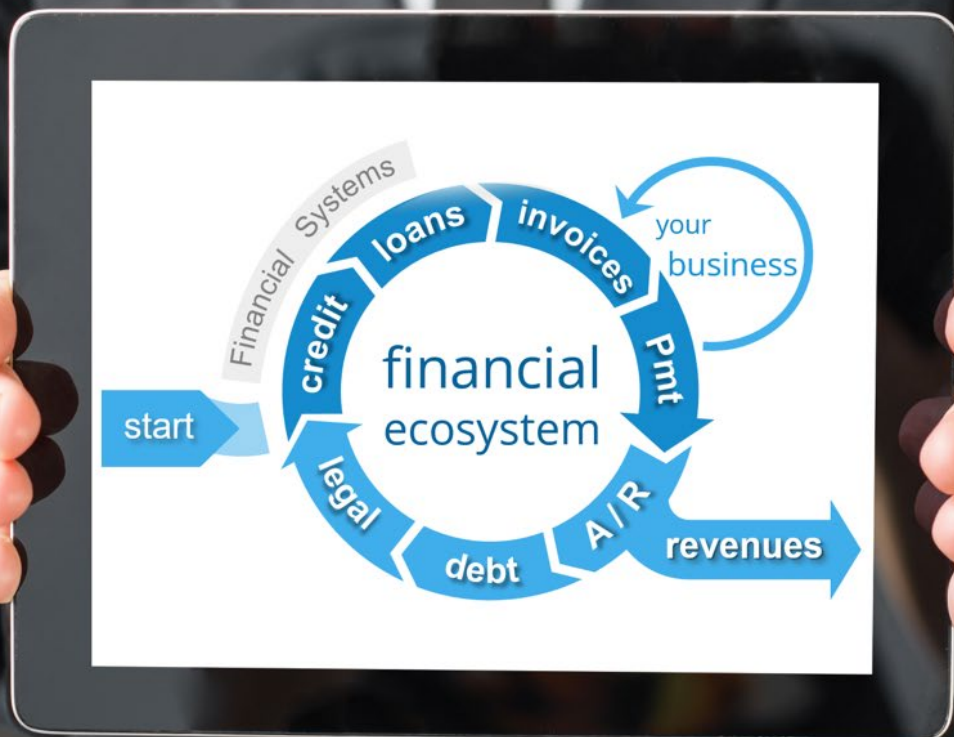 Financial Systems
start
credit
loans
invoices
Pmt
A / R
debt
legal
revenues
your
business
financial
ecosystem